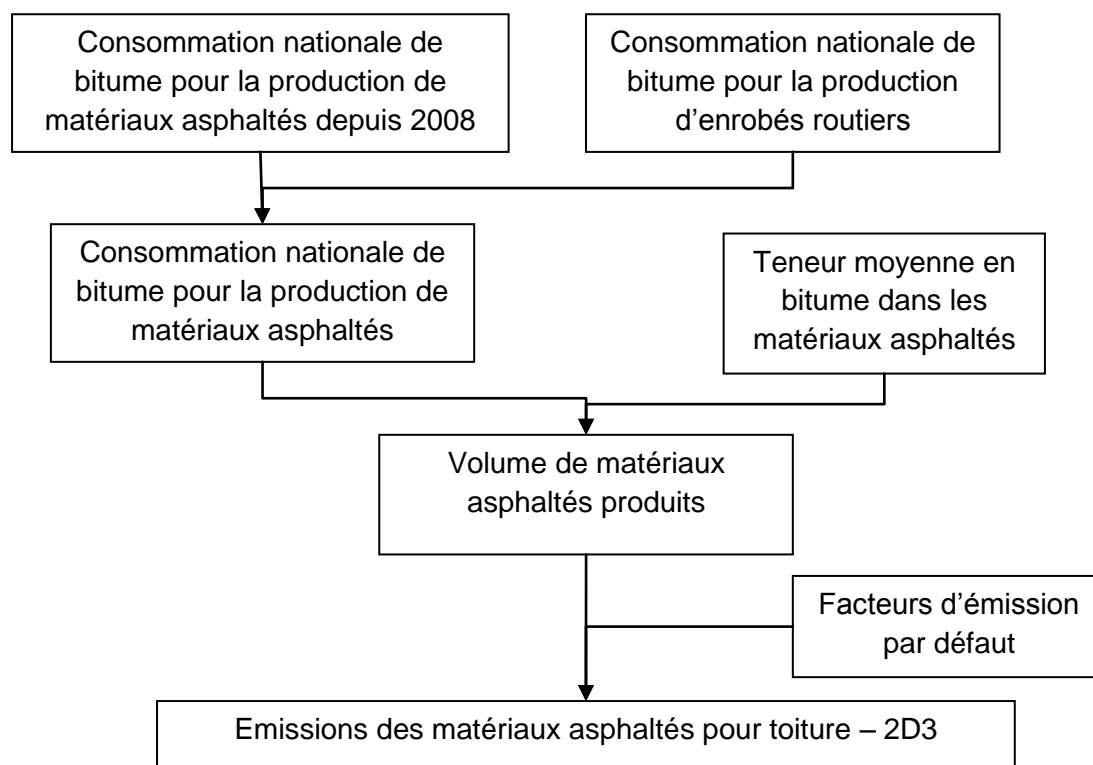 Consommation nationale de
bitume pour la production de
matériaux asphaltés depuis 2008
Consommation nationale de
bitume pour la production
d’enrobés routiers
Consommation nationale de
bitume pour la production de
matériaux asphaltés
Teneur moyenne en
bitume dans les
matériaux asphaltés
Volume de matériaux
asphaltés produits
Facteurs d’émission
par défaut
Emissions des matériaux asphaltés pour toiture – 2D3